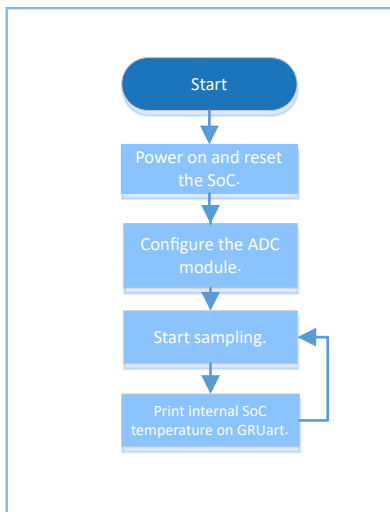 Start
Power on and reset
the SoC.
Configure the ADC
module.
Start sampling.
Print internal SoC
temperature on GRUart.